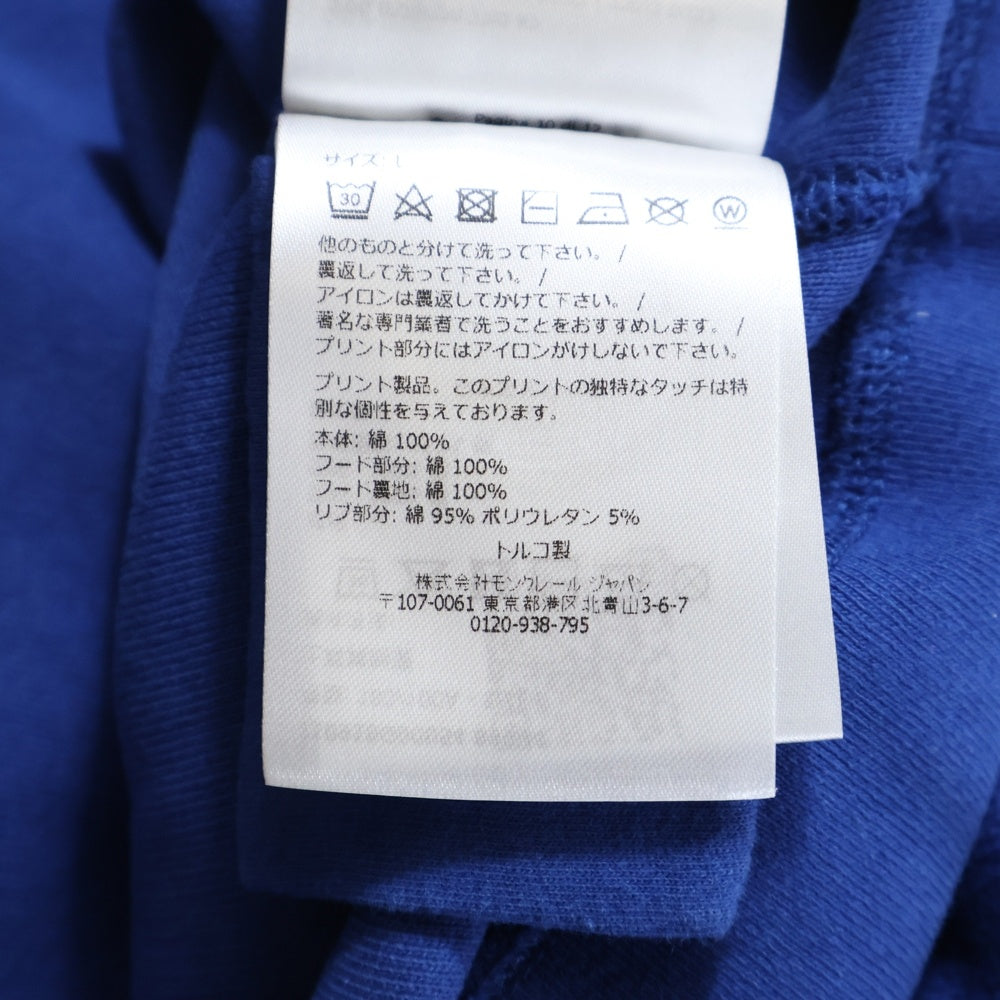 サイズ: L
30
W
他のものと分けて洗って下さい。 /
裏返して洗って下さい。 /
アイロンは裏返してかけて下さい。 /
著名な専門業者で洗うことをおすすめします。 /
プリント部分にはアイロンがけしないで下さい。
プリント製品。このプリントの独特なタッチは特
別な個性を与えております。
本体: 綿 100%
フード部分: 綿 100%
フード裏地: 綿 100%
リブ部分: 綿 95% ポリウレタン 5%
トルコ製
株式会社モンクレール ジャパン
〒107-0061 東京都港区北青山3-6-7
0120-938-795